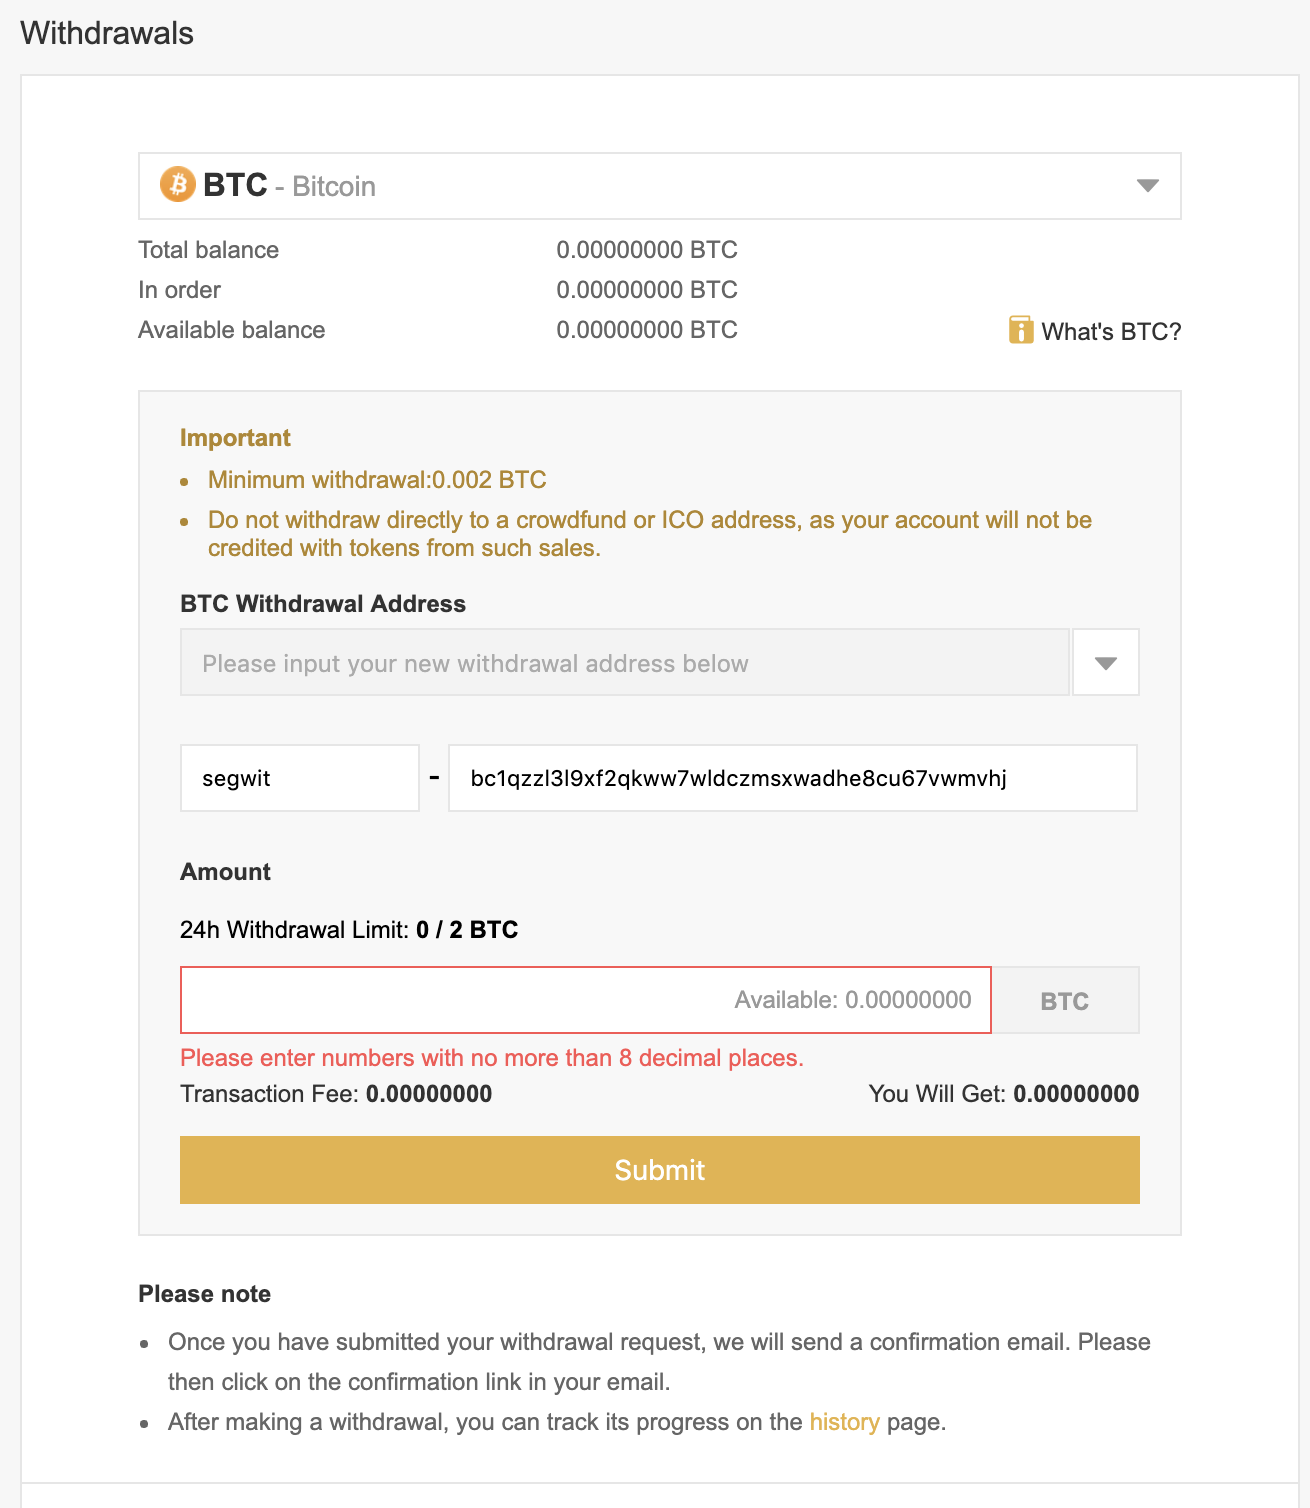 Withdrawals
BTC - Bitcoin
Total balance 0.00000000 BTC
In order 0.00000000 BTC
Available balance 0.00000000 BTC What's BTC?
Important
• Minimum withdrawal:0.002 BTC
• Do not withdraw directly to a crowdfund or ICO address, as your account will not be
credited with tokens from such sales.
BTC Withdrawal Address
Please input your new withdrawal address below
segwit - bc1qzzl3l9xf2qkww7wldczmsxwadhe8cu67vwmvhj
Amount
24h Withdrawal Limit: 0 / 2 BTC
Available: 0.00000000 BTC
Please enter numbers with no more than 8 decimal places.
Transaction Fee: 0.00000000 You Will Get: 0.00000000
Submit
Please note
• Once you have submitted your withdrawal request, we will send a confirmation email. Please
then click on the confirmation link in your email.
• After making a withdrawal, you can track its progress on the history page.